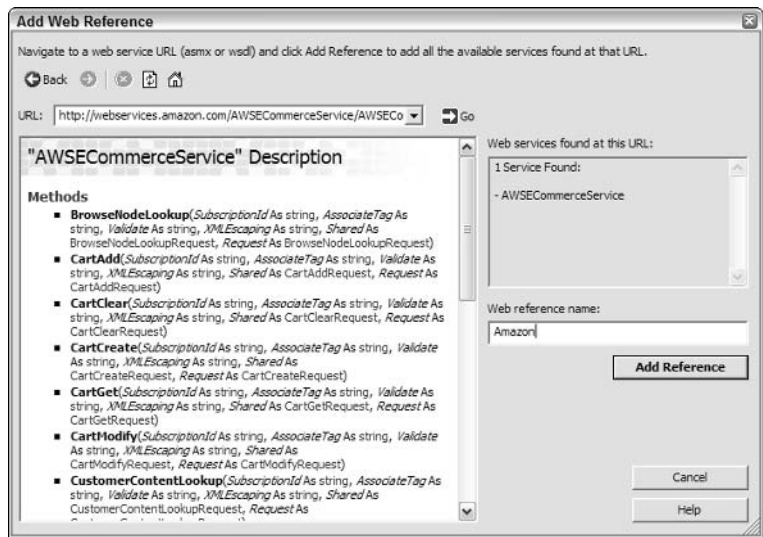 Add Web Reference
Navigate to a web service URL (asmx or wsdl) and click Add Reference to add all the available services found at that URL.
Back
URL: http://webservices.amazon.com/AWSECommerceService/AWSECo Go
"AWSECommerceService" Description
Methods
BrowseNodeLookup(SubscriptionId As string, AssociateTag As
string, Validate As string, XMLEscaping As string, Shared As
BrowseNodeLookupRequest, Request As BrowseNodeLookupRequest)
CartAdd(SubscriptionId As string, AssociateTag As string, Validate As
string, XMLEscaping As string, Shared As CartAddRequest, Request As
CartAddRequest)
CartClear(SubscriptionId As string, AssociateTag As string, Validate As
string, XMLEscaping As string, Shared As CartClearRequest, Request As
CartClearRequest)
CartCreate(SubscriptionId As string, AssociateTag As string, Validate
As string, XMLEscaping As string, Shared As
CartCreateRequest, Request As CartCreateRequest)
CartGet(SubscriptionId As string, AssociateTag As string, Validate As
string, XMLEscaping As string, Shared As CartGetRequest, Request As
CartGetRequest)
CartModify(SubscriptionId As string, AssociateTag As string, Validate
As string, XMLEscaping As string, Shared As
CartModifyRequest, Request As CartModifyRequest)
CustomerContentLookup(SubscriptionId As string, AssociateTag As
string, Validate As string, XMLEscaping As string, Shared As
CustomerContentLookupRequest, Request As
Web services found at this URL:
1 Service Found:
- AWSECommerceService
Web reference name:
Amazon
Add Reference
Cancel
Help